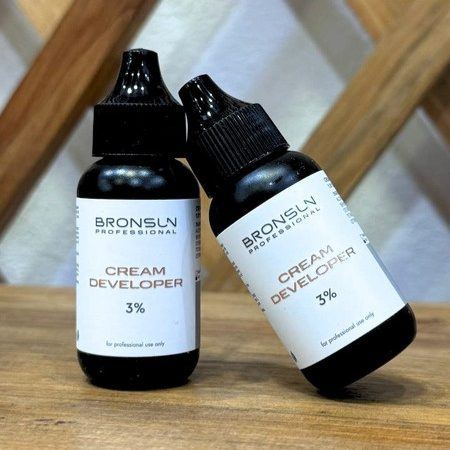 BRONSUN
PROFESSIONAL
CREAM
DEVELOPER
3%
for professional use only
BRONSUN
PROFESSIONAL
CREAM
DEVELOPER
3%
for professional use only